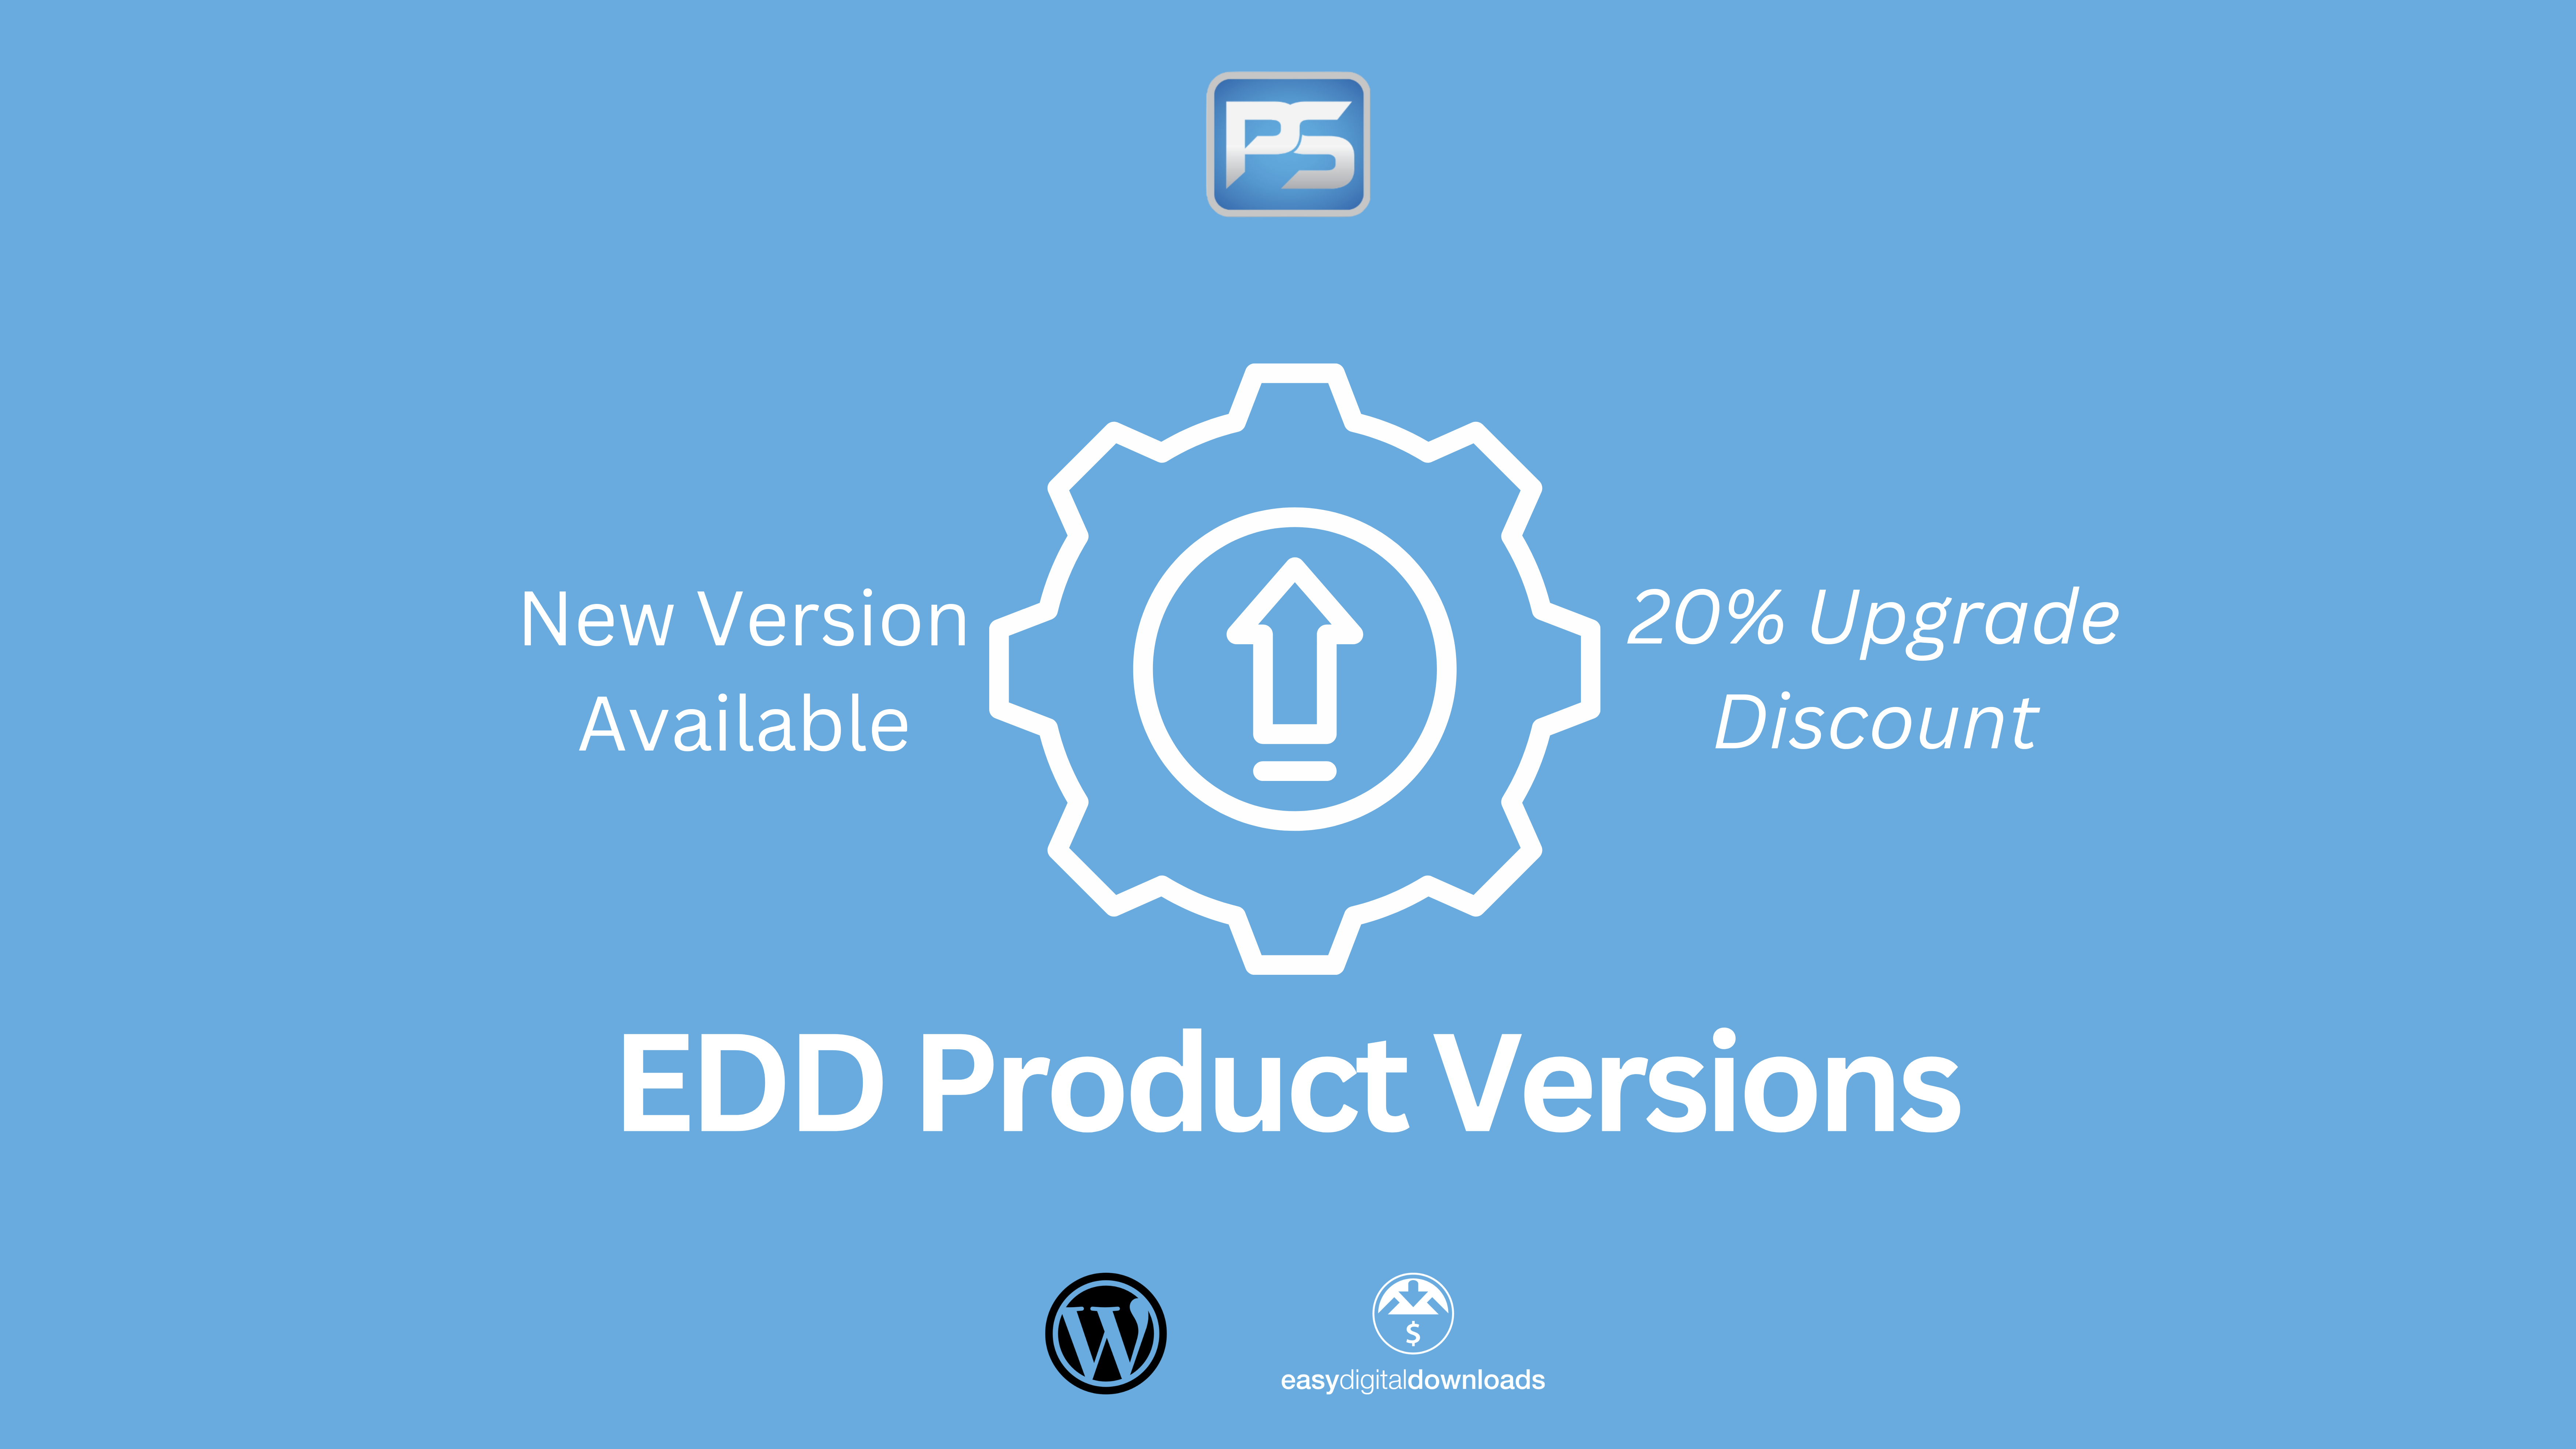 PS
New Version
Available
20% Upgrade
Discount
EDD Product Versions
W
$
easydigitaldownloads